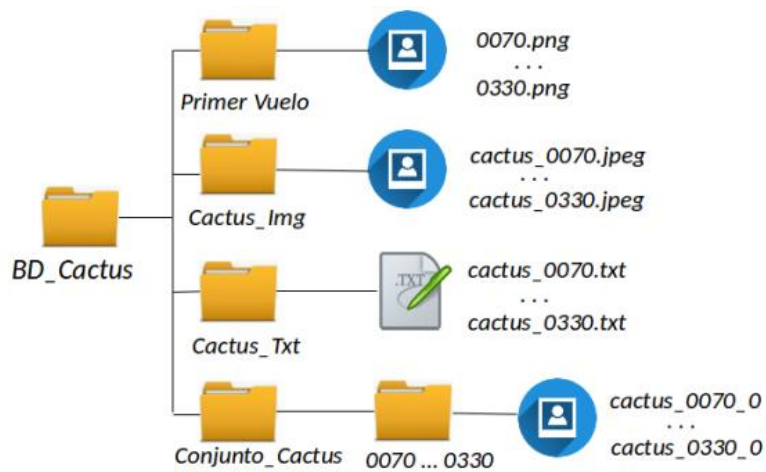 0070.png
. . .
0330.png
Primer Vuelo
cactus_0070.jpeg
. . .
cactus_0330.jpeg
Cactus_Img
BD_Cactus
.TXT
cactus_0070.txt
. . .
cactus_0330.txt
Cactus_Txt
cactus_0070_0
. . .
cactus_0330_0
Conjunto_Cactus
0070 ... 0330